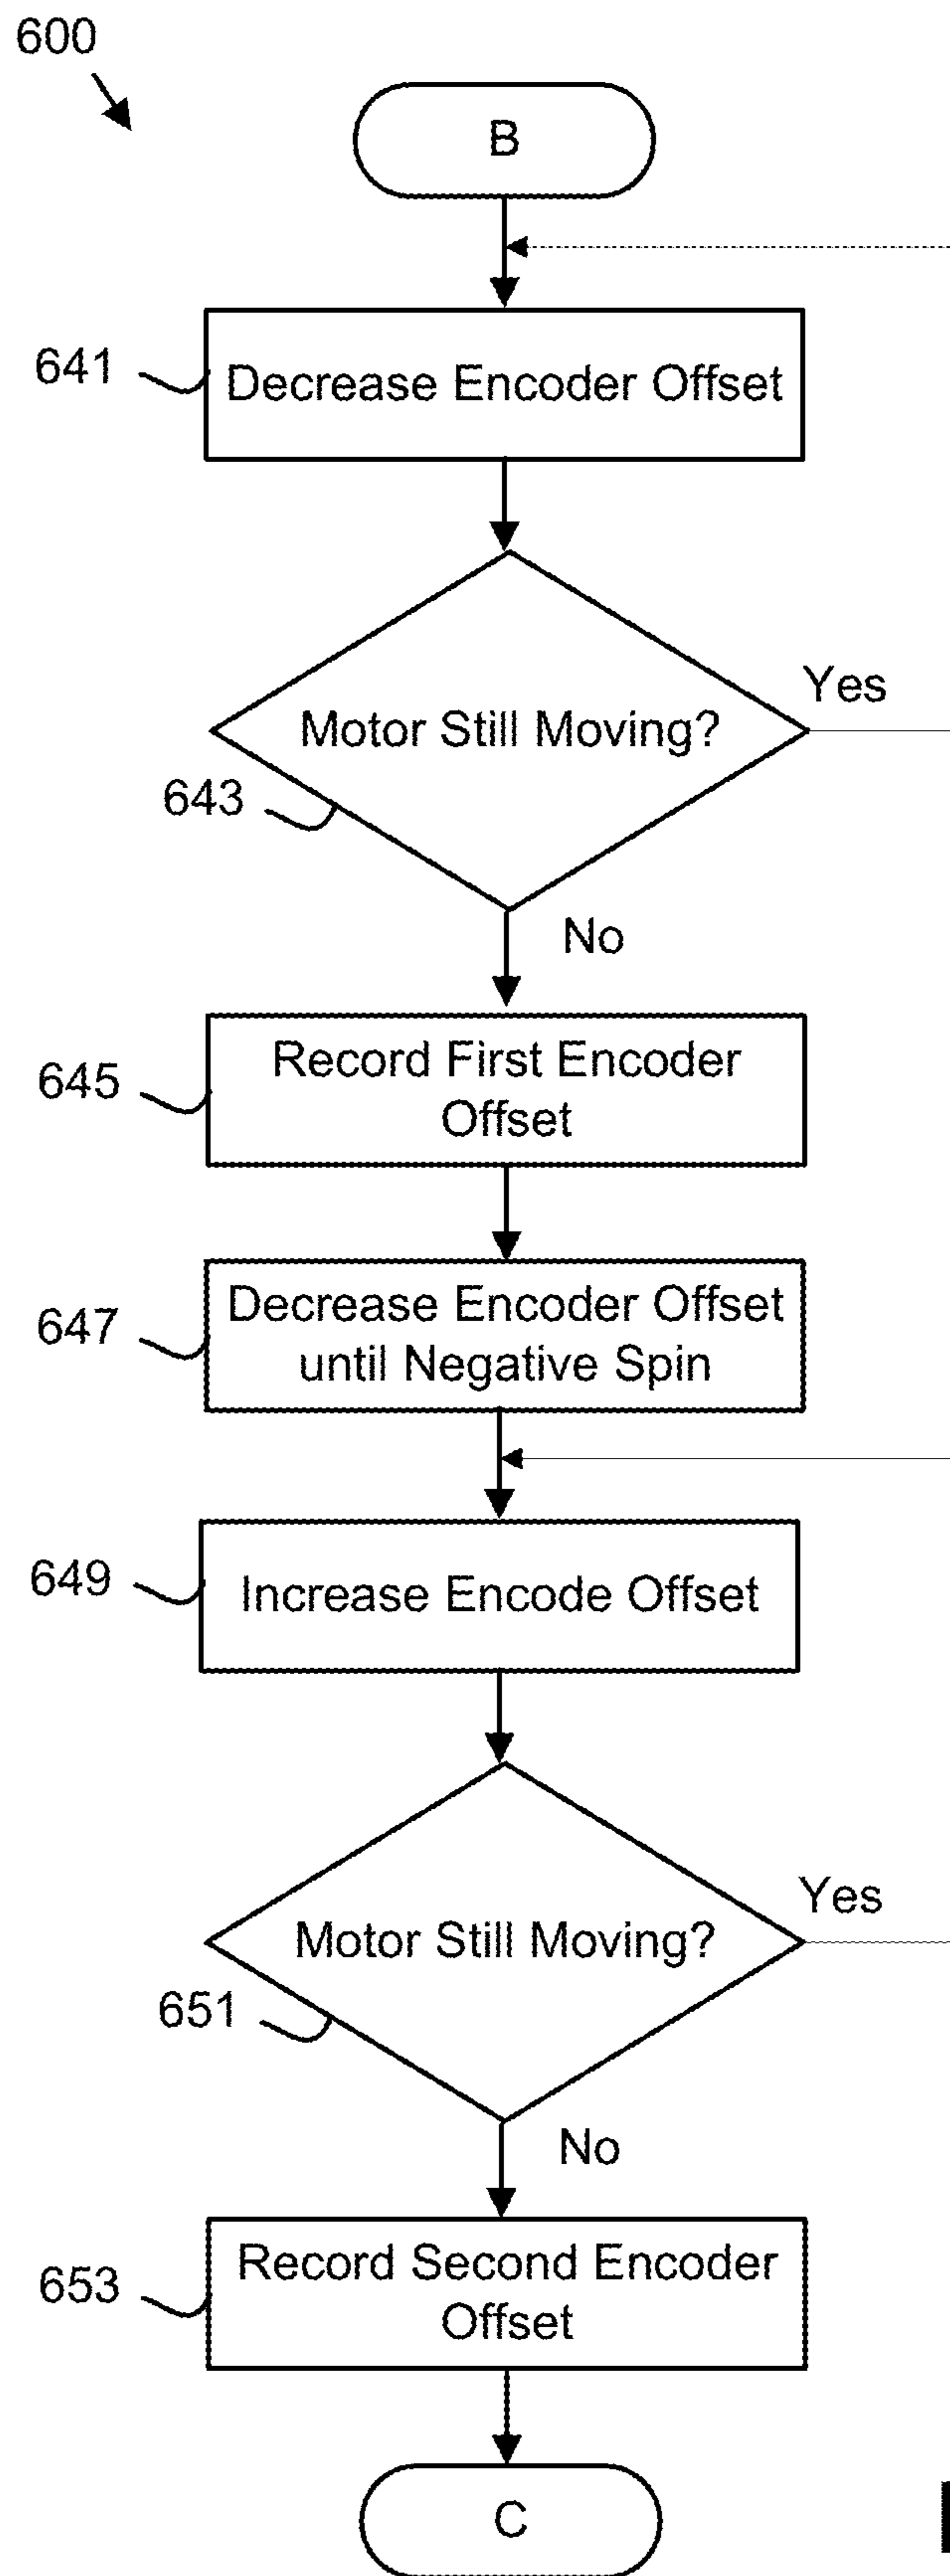 600
B
641
Decrease Encoder Offset
Yes
Motor Still Moving?
643
No
645
Record First Encoder
Offset
647
Decrease Encoder Offset
until Negative Spin
649
Increase Encode Offset
Yes
Motor Still Moving?
651
No
653
Record Second Encoder
Offset
C